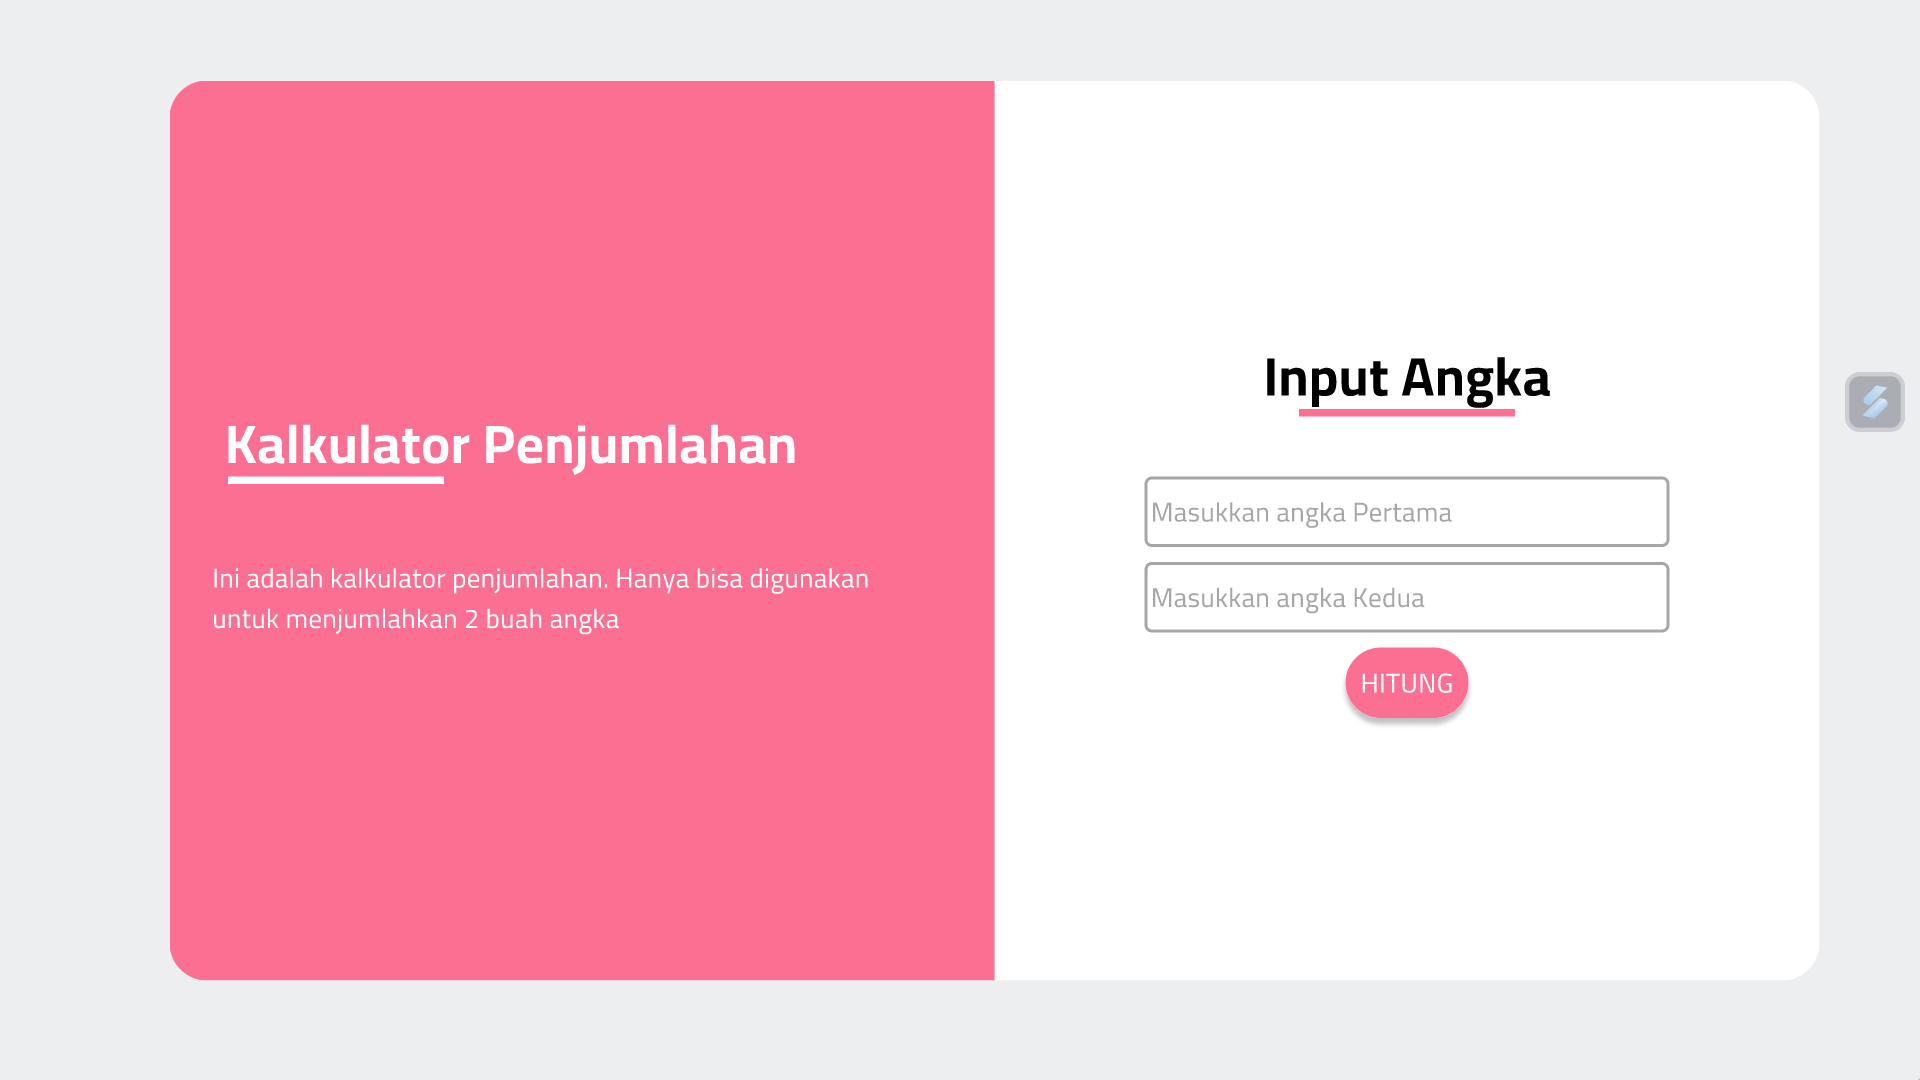 Kalkulator Penjumlahan
Ini adalah kalkulator penjumlahan. Hanya bisa digunakan
untuk menjumlahkan 2 buah angka
Input Angka
Masukkan angka Pertama
Masukkan angka Kedua
HITUNG